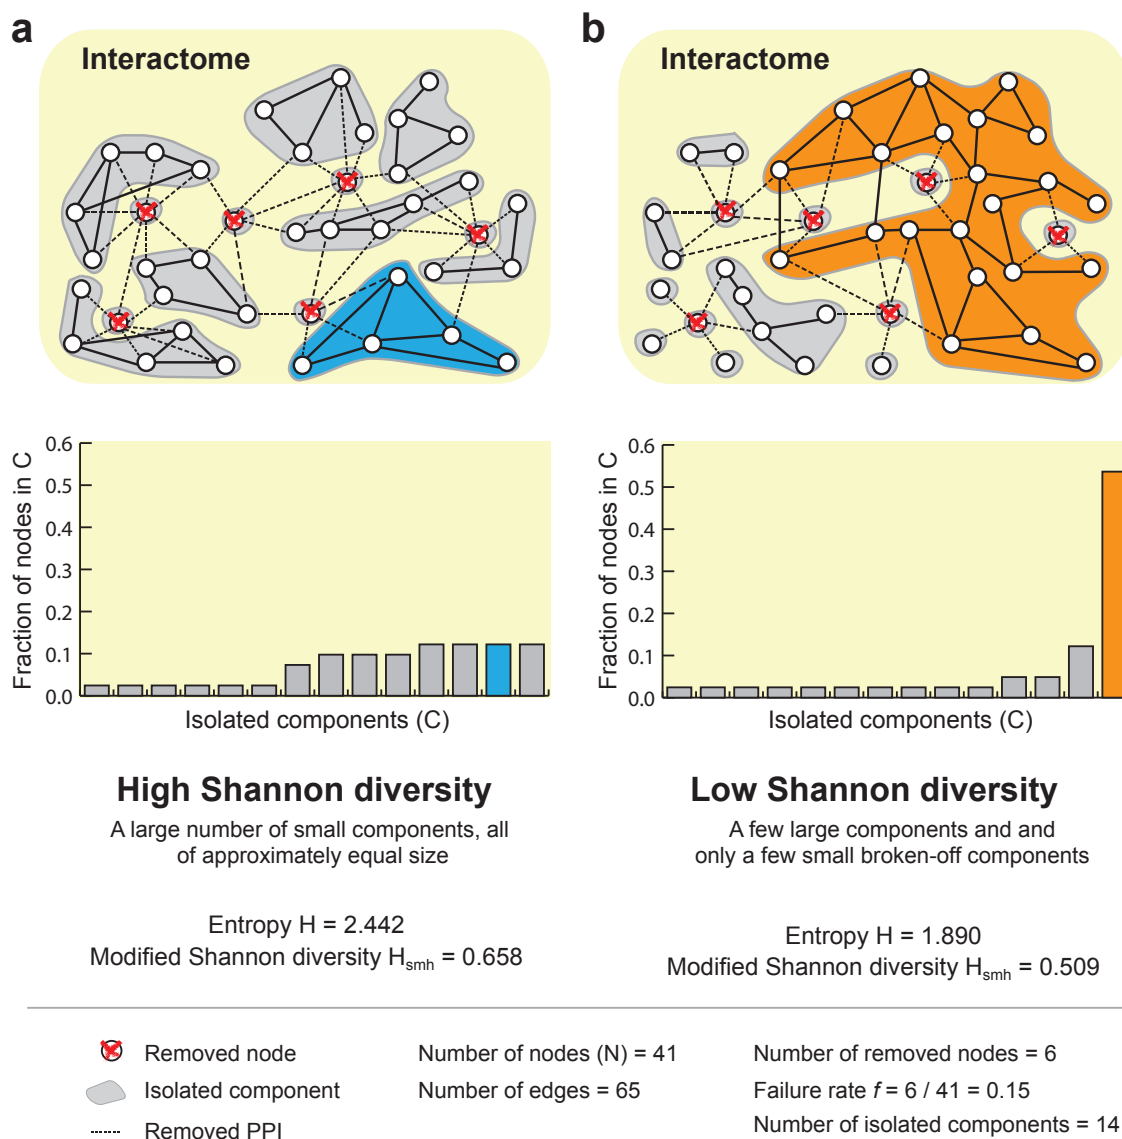 a
Interactome
b
Interactome
Fraction of nodes in C
0.6
0.5
0.4
0.3
0.2
0.1
0.0
Isolated components (C)
Fraction of nodes in C
0.6
0.5
0.4
0.3
0.2
0.1
0.0
Isolated components (C)
High Shannon diversity
A large number of small components, all
of approximately equal size
Entropy H = 2.442
Modified Shannon diversity Hsmh = 0.658
Low Shannon diversity
A few large components and and
only a few small broken-off components
Entropy H = 1.890
Modified Shannon diversity Hsmh = 0.509
Removed node
Isolated component
Removed PPI
Number of nodes (N) = 41
Number of edges = 65
Number of removed nodes = 6
Failure rate f = 6 / 41 = 0.15
Number of isolated components = 14